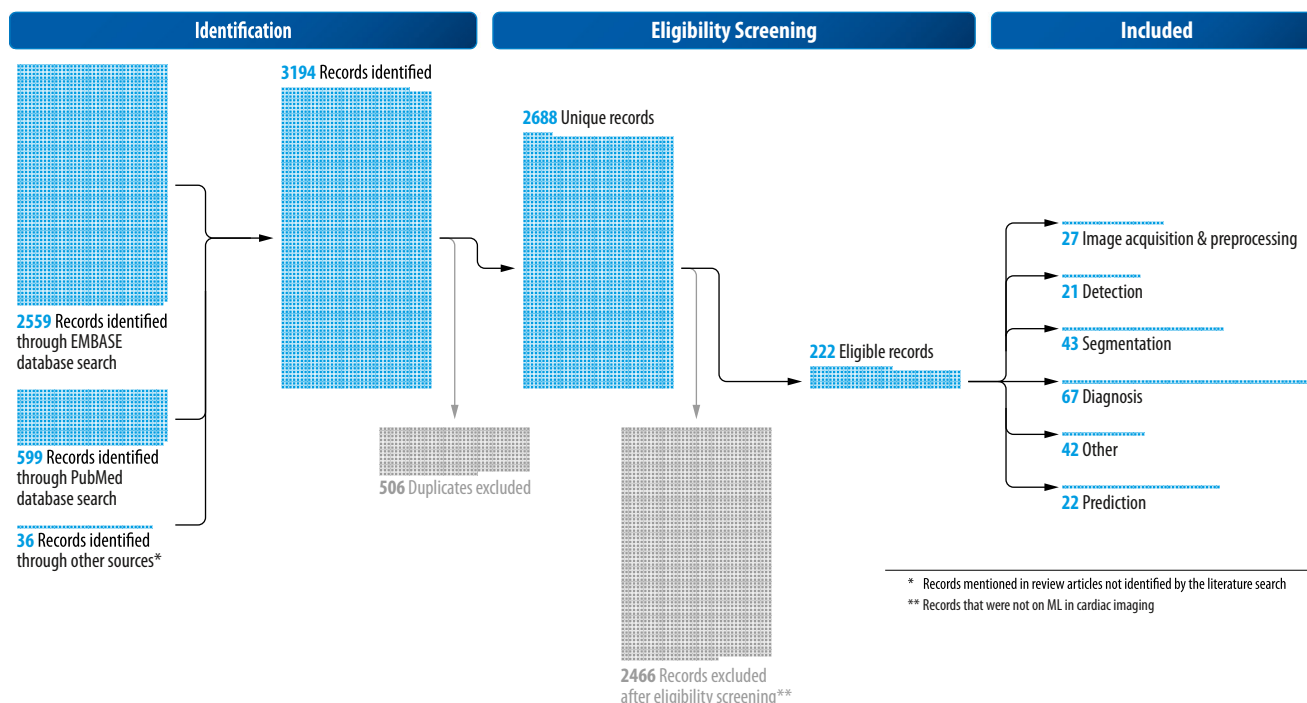 Identification
Eligibility Screening
Included
3194 Records identified
2688 Unique records
2559 Records identified
through EMBASE
database search
599 Records identified
through PubMed
database search
36 Records identified
through other sources*
506 Duplicates excluded
2466 Records excluded
after eligibility screening**
222 Eligible records
27 Image acquisition & preprocessing
21 Detection
43 Segmentation
67 Diagnosis
42 Other
22 Prediction
* Records mentioned in review articles not identified by the literature search
** Records that were not on ML in cardiac imaging